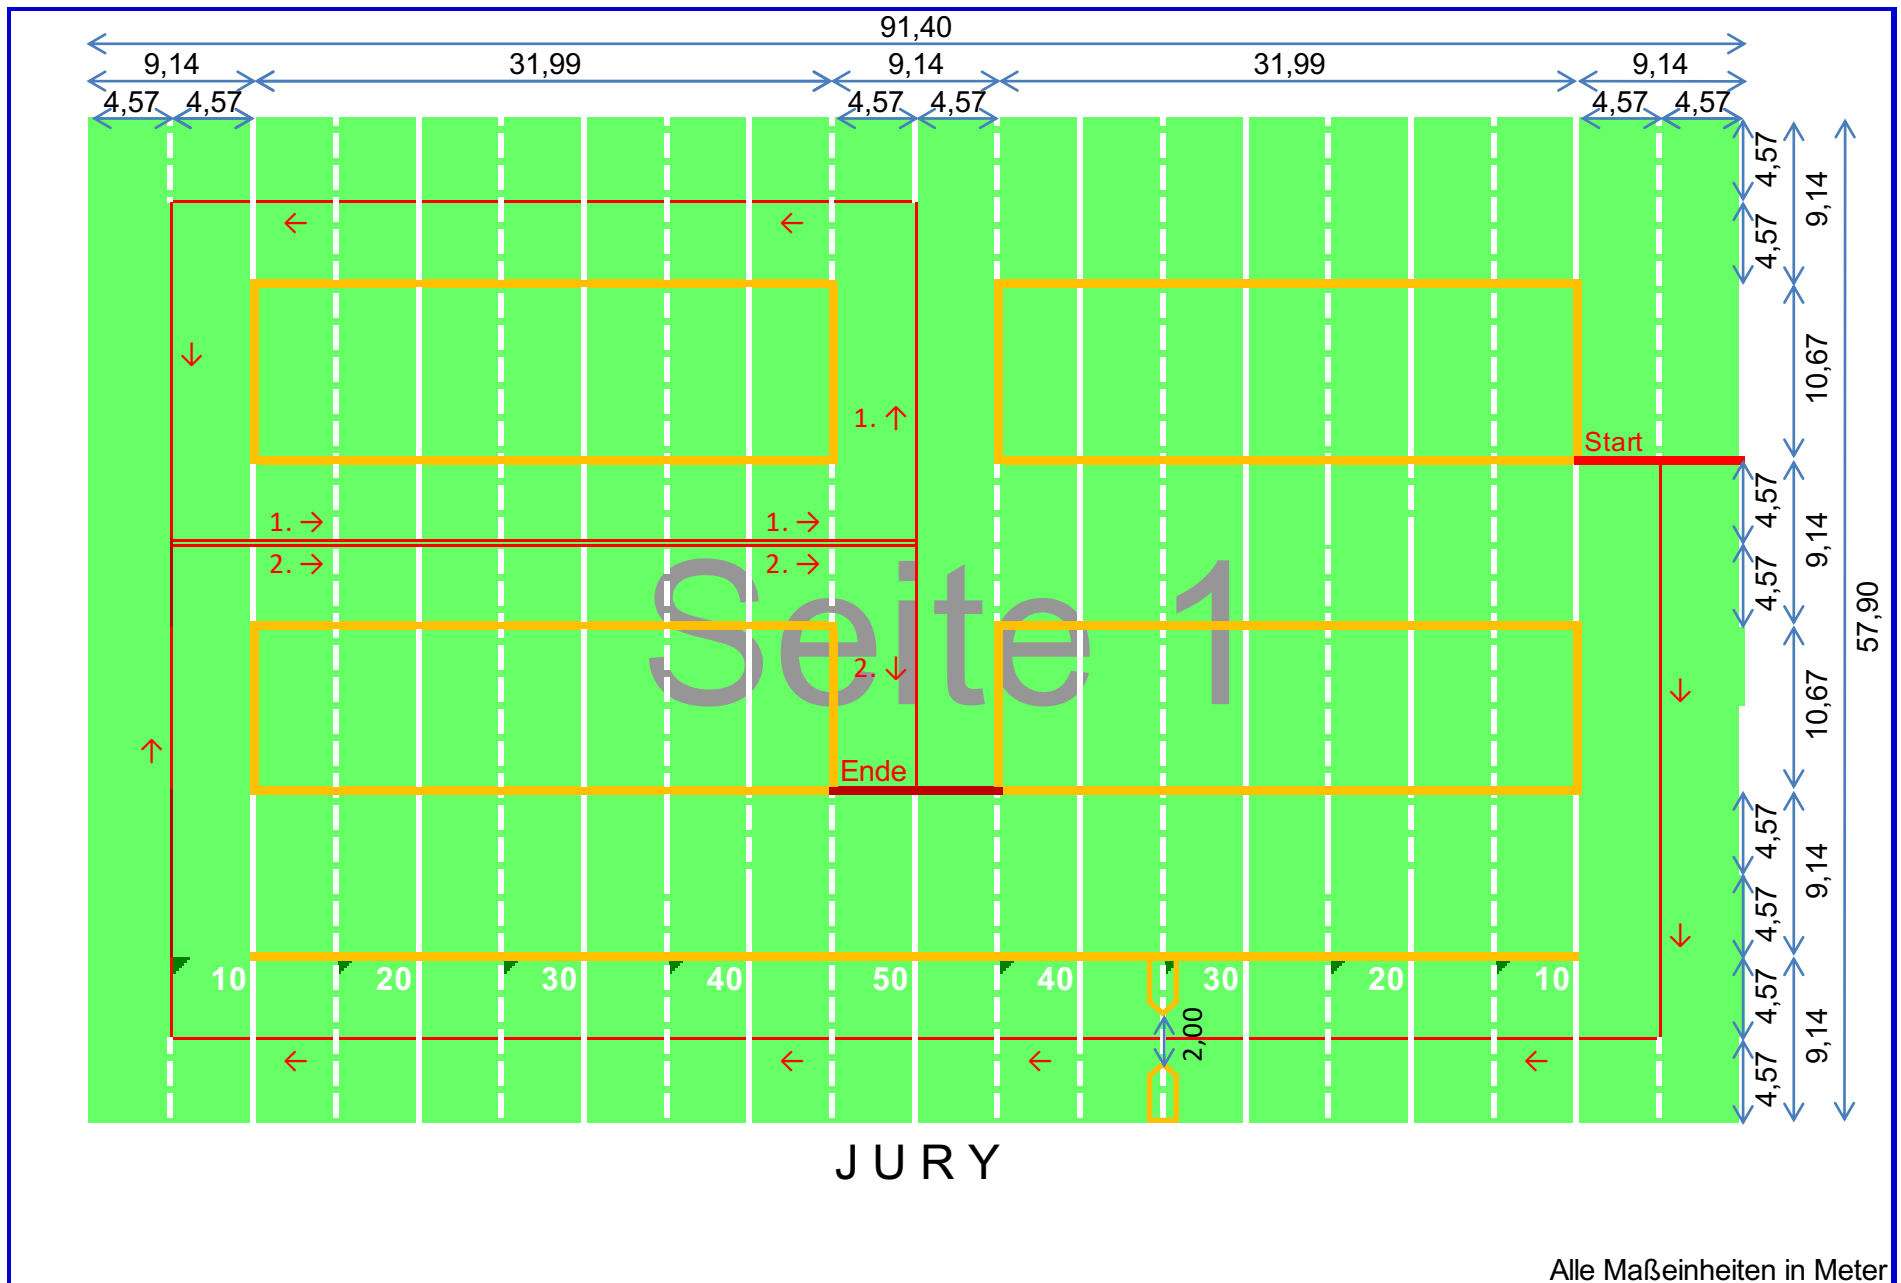 91,40
9,14 31,99 9,14 31,99 9,14
4,57 4,57 4,57 4,57 4,57 4,57
4,57
9,14
4,57
10,67
1. ↑
Start
1. → 1. →
4,57
9,14
2. → 2. →
4,57
57,90
Seite 1
2. ↓
10,67
Ende
4,57
9,14
4,57
10 20 30 40 50 40 30 20 10
4,57
2,00
9,14
4,57
JURY
Alle Maßeinheiten in Meter